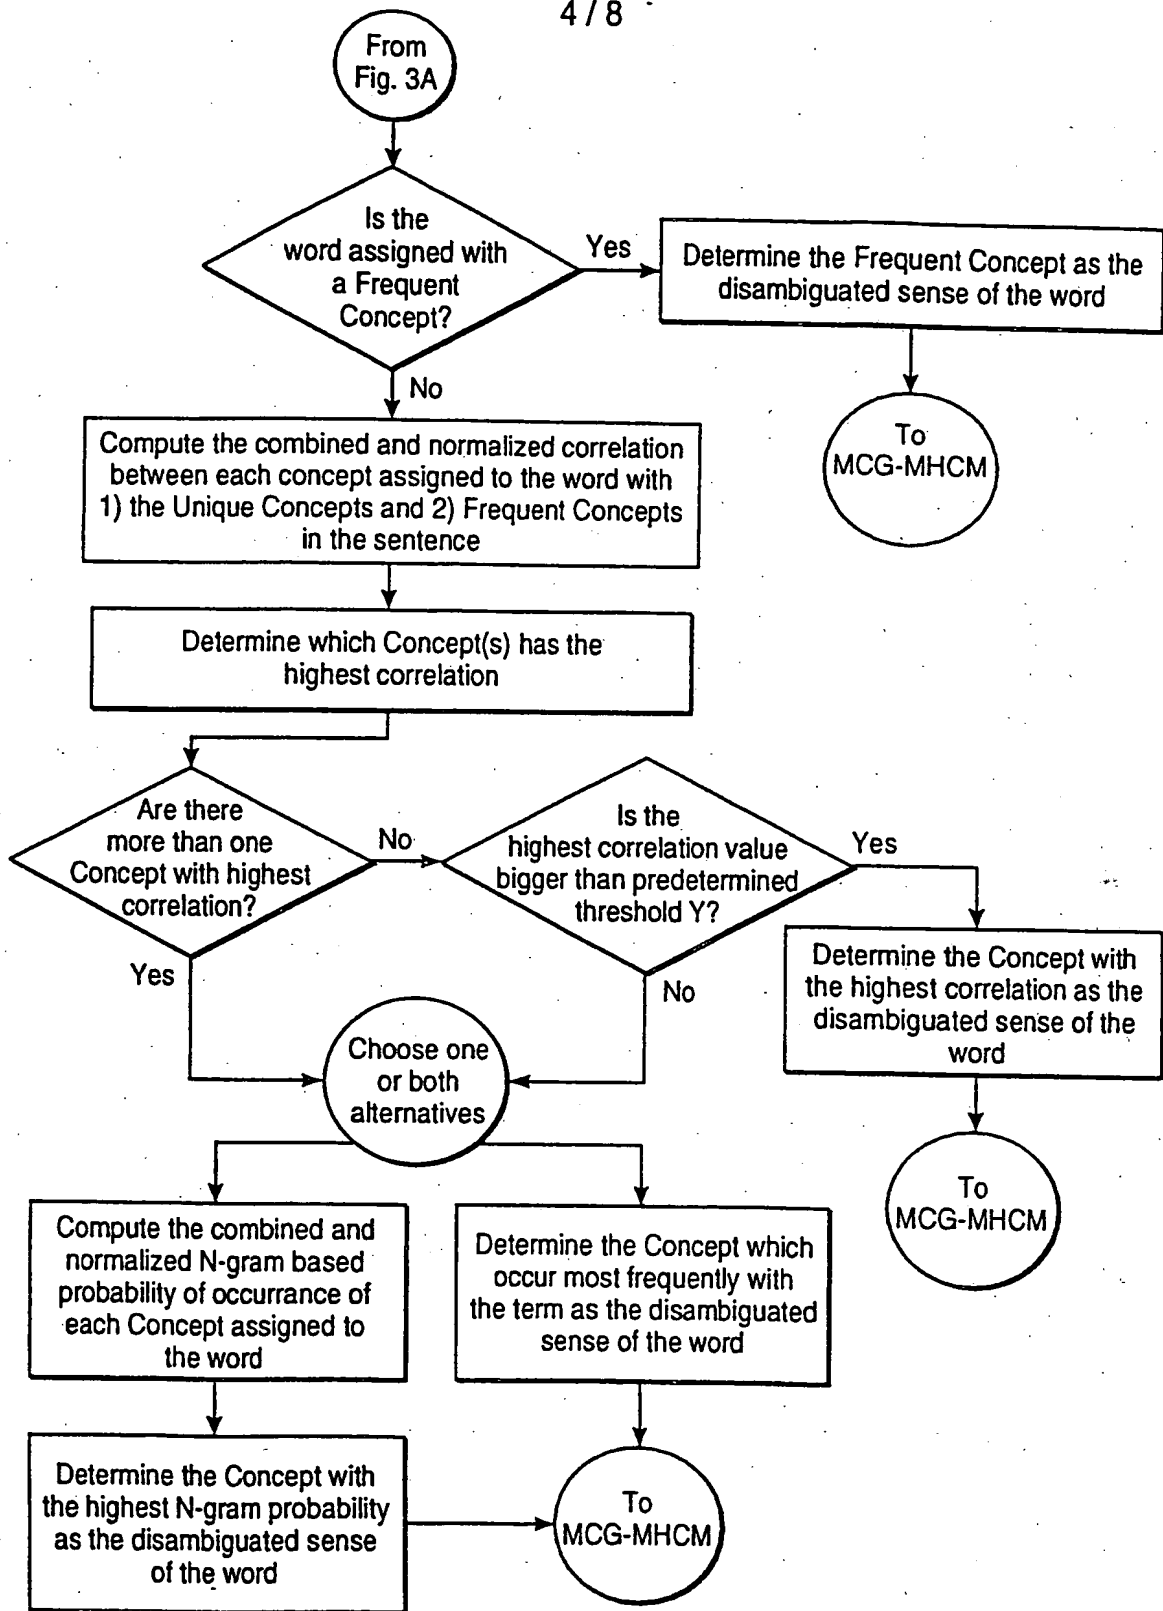 4 / 8
From
Fig. 3A
Is the
word assigned with
a Frequent
Concept?
Yes
Determine the Frequent Concept as the
disambiguated sense of the word
No
To
MCG-MHCM
Compute the combined and normalized correlation
between each concept assigned to the word with
1) the Unique Concepts and 2) Frequent Concepts
in the sentence
Determine which Concept(s) has the
highest correlation
Are there
more than one
Concept with highest
correlation?
No
Is the
highest correlation value
bigger than predetermined
threshold Y?
Yes
Yes
No
Determine the Concept with
the highest correlation as the
disambiguated sense of the
word
Choose one
or both
alternatives
To
MCG-MHCM
Compute the combined and
normalized N-gram based
probability of occurrance of
each Concept assigned to
the word
Determine the Concept which
occur most frequently with
the term as the disambiguated
sense of the word
Determine the Concept with
the highest N-gram probability
as the disambiguated sense
of the word
To
MCG-MHCM